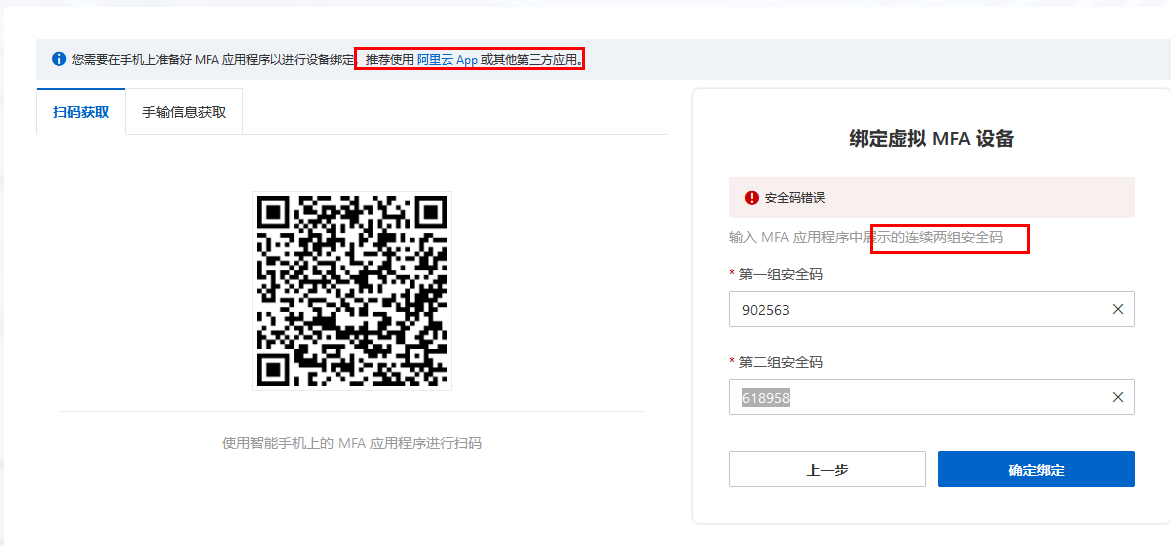 您需要在手机上准备好 MFA 应用程序以进行设备绑定，推荐使用 阿里云 App 或其他第三方应用。
扫码获取
手输信息获取
使用智能手机上的 MFA 应用程序进行扫码
绑定虚拟 MFA 设备
安全码错误
输入 MFA 应用程序中展示的连续两组安全码
* 第一组安全码
902563
* 第二组安全码
618958
上一步
确定绑定